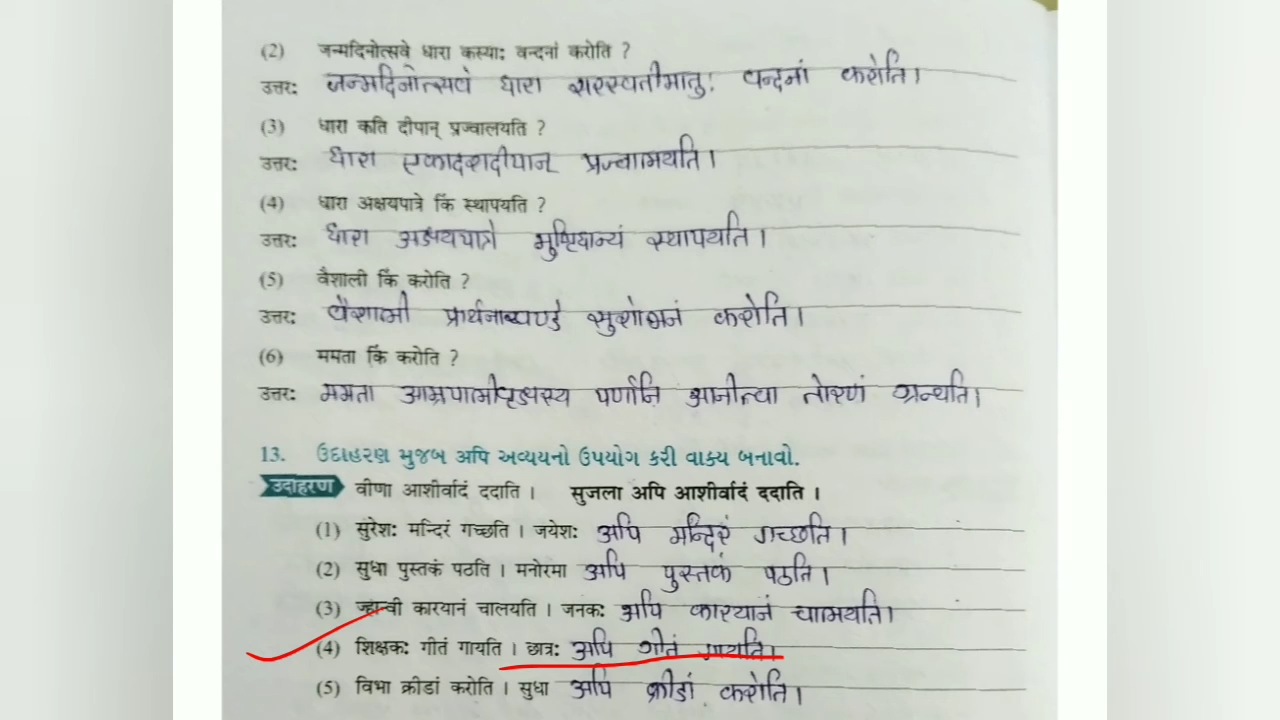 (2) जन्मदिनोत्सवे धारा कस्याः वन्दनां करोति ?
उत्तरः जन्मदिनोत्सवे धारा सरस्वतीमातुः वन्दनां करोति।
(3) धारा कति दीपान् प्रज्वालयति ?
उत्तरः धारा एकादशदीपान् प्रज्वालयति।
(4) धारा अक्षयपात्रे किं स्थापयति ?
उत्तरः धारा अक्षयपात्रे मुष्टिधान्यं स्थापयति।
(5) वैशाली किं करोति ?
उत्तरः वैशाली प्रार्थनाखण्डे सुशोभनं करोति।
(6) ममता किं करोति ?
उत्तरः ममता आम्रपालीवृक्षस्य पर्णानि आनीत्वा तोरणं ग्रन्थति।
13. ઉદાહરણ મુજબ અપિ અવ્યયનો ઉપયોગ કરી વાક્ય બનાવો.
उदाहरण वीणा आशीर्वादं ददाति । सुजला अपि आशीर्वादं ददाति ।
(1) सुरेशः मन्दिरं गच्छति । जयेशः अपि मन्दिरं गच्छति।
(2) सुधा पुस्तकं पठति । मनोरमा अपि पुस्तकं पठति।
(3) ज्हान्वी कारयानं चालयति । जनकः अपि कारयानं चालयति।
(4) शिक्षकः गीतं गायति । छात्रः अपि गीतं गायति।
(5) विभा क्रीडां करोति । सुधा अपि क्रीडां करोति।